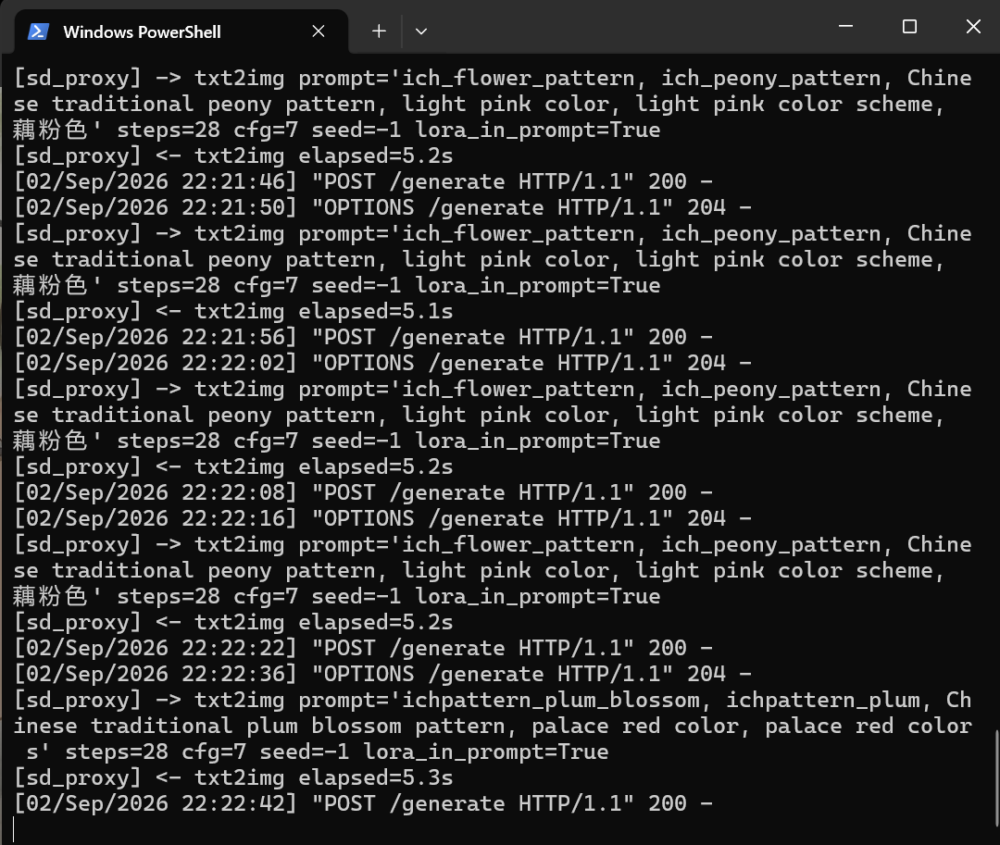 Windows PowerShell
[sd_proxy] -> txt2img prompt='ich_flower_pattern, ich_peony_pattern, Chine
se traditional peony pattern, light pink color, light pink color scheme,
藕粉色' steps=28 cfg=7 seed=-1 lora_in_prompt=True
[sd_proxy] <- txt2img elapsed=5.2s
[02/Sep/2026 22:21:46] "POST /generate HTTP/1.1" 200 -
[02/Sep/2026 22:21:50] "OPTIONS /generate HTTP/1.1" 204 -
[sd_proxy] -> txt2img prompt='ich_flower_pattern, ich_peony_pattern, Chine
se traditional peony pattern, light pink color, light pink color scheme,
藕粉色' steps=28 cfg=7 seed=-1 lora_in_prompt=True
[sd_proxy] <- txt2img elapsed=5.1s
[02/Sep/2026 22:21:56] "POST /generate HTTP/1.1" 200 -
[02/Sep/2026 22:22:02] "OPTIONS /generate HTTP/1.1" 204 -
[sd_proxy] -> txt2img prompt='ich_flower_pattern, ich_peony_pattern, Chine
se traditional peony pattern, light pink color, light pink color scheme,
藕粉色' steps=28 cfg=7 seed=-1 lora_in_prompt=True
[sd_proxy] <- txt2img elapsed=5.2s
[02/Sep/2026 22:22:08] "POST /generate HTTP/1.1" 200 -
[02/Sep/2026 22:22:16] "OPTIONS /generate HTTP/1.1" 204 -
[sd_proxy] -> txt2img prompt='ich_flower_pattern, ich_peony_pattern, Chine
se traditional peony pattern, light pink color, light pink color scheme,
藕粉色' steps=28 cfg=7 seed=-1 lora_in_prompt=True
[sd_proxy] <- txt2img elapsed=5.2s
[02/Sep/2026 22:22:22] "POST /generate HTTP/1.1" 200 -
[02/Sep/2026 22:22:36] "OPTIONS /generate HTTP/1.1" 204 -
[sd_proxy] -> txt2img prompt='ichpattern_plum_blossom, ichpattern_plum, Ch
inese traditional plum blossom pattern, palace red color, palace red color
 s' steps=28 cfg=7 seed=-1 lora_in_prompt=True
[sd_proxy] <- txt2img elapsed=5.3s
[02/Sep/2026 22:22:42] "POST /generate HTTP/1.1" 200 -